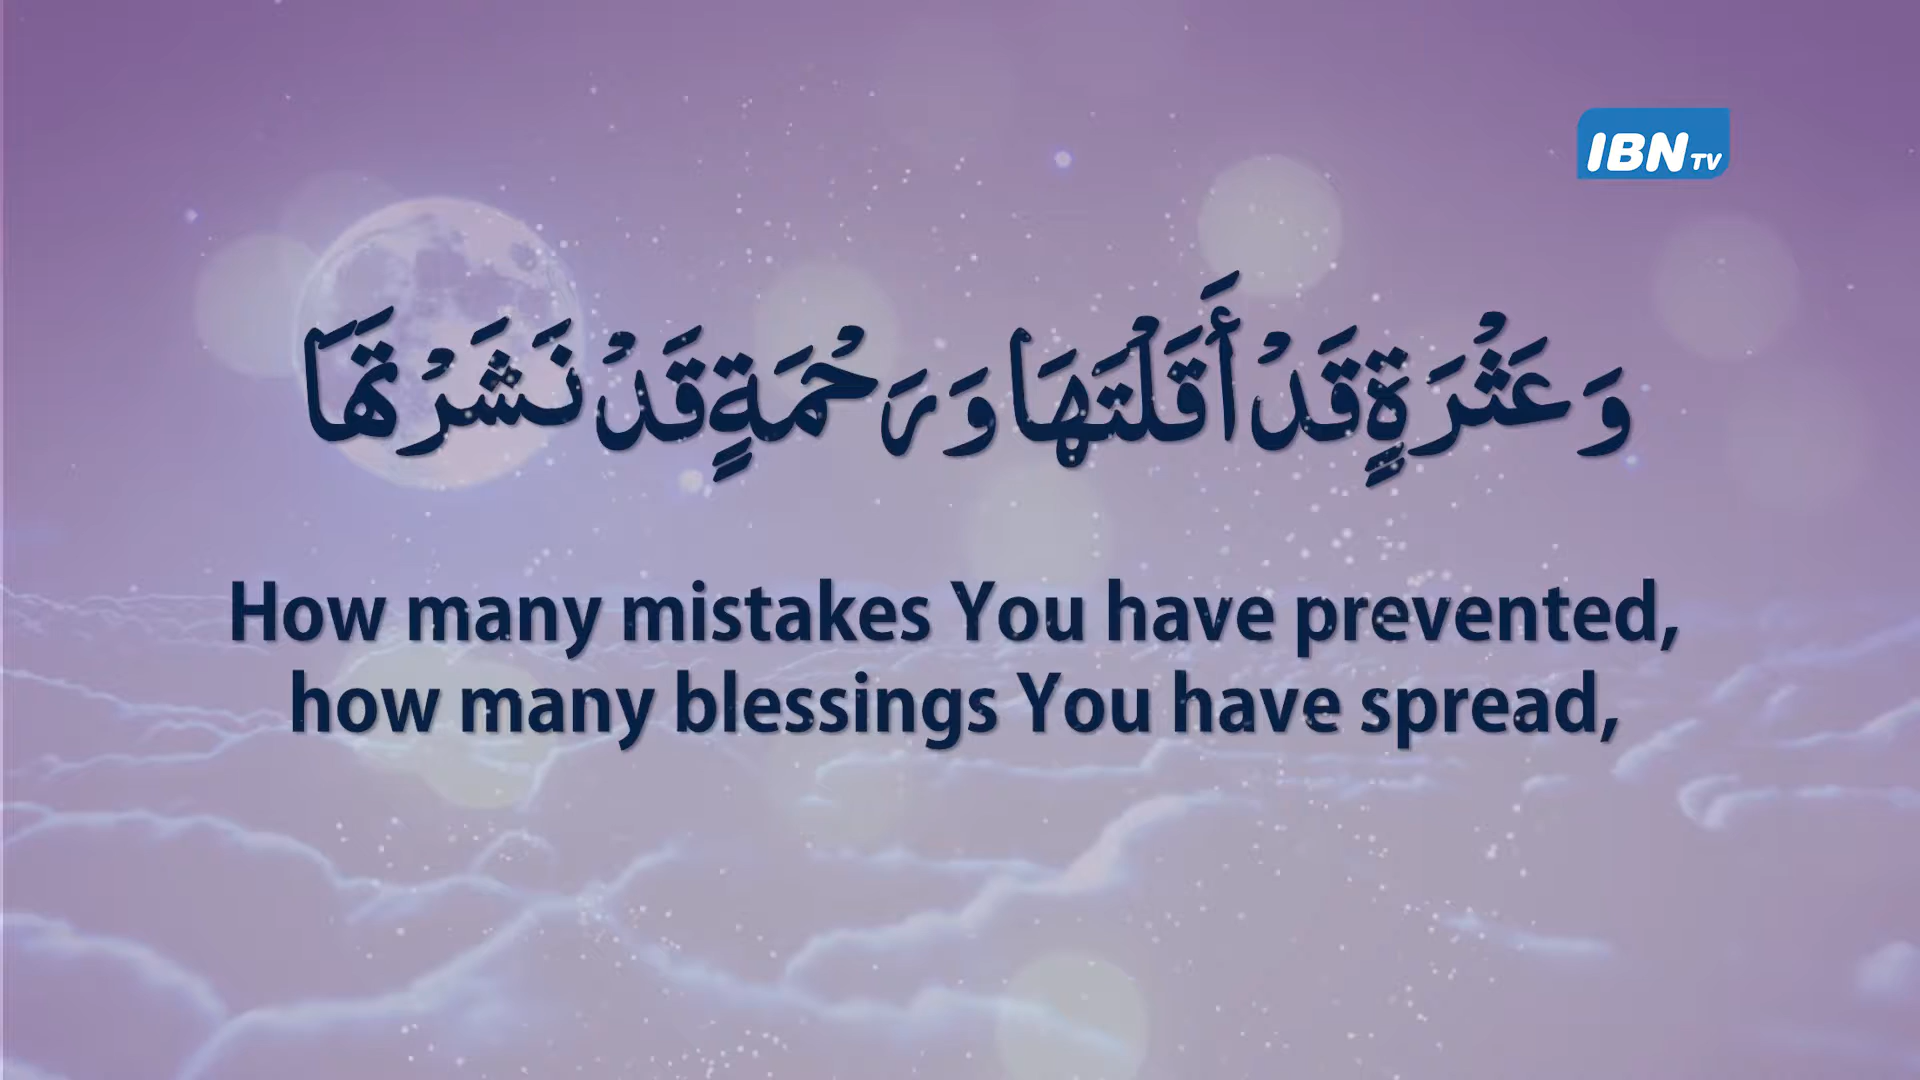 IBN TV
وَ عَثْرَةٍ قَدْ أَقَلْتَهَا وَ رَحْمَةٍ قَدْ نَشَرْتَهَا
How many mistakes You have prevented,
how many blessings You have spread,